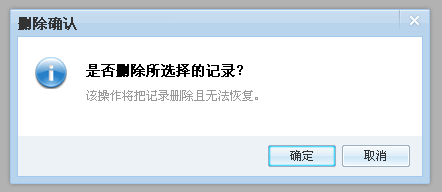 删除确认
是否删除所选择的记录？
该操作将把记录删除且无法恢复。
确定
取消